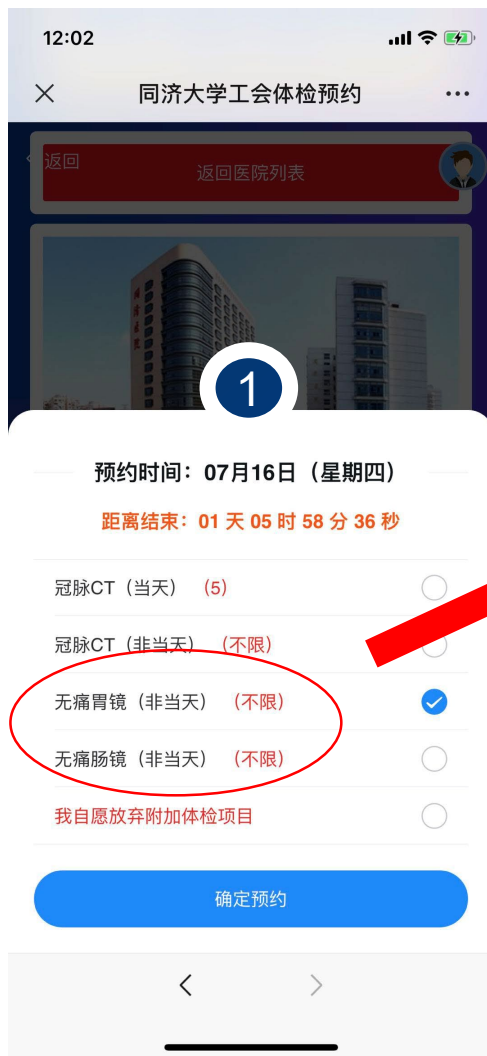 12:02
同济大学工会体检预约
返回
返回医院列表
同济医院
1
预约时间：07月16日（星期四）
距离结束：01 天 05 时 58 分 36 秒
冠脉CT（当天） (5)
冠脉CT（非当天） (不限)
无痛胃镜（非当天） (不限)
无痛肠镜（非当天） (不限)
我自愿放弃附加体检项目
确定预约